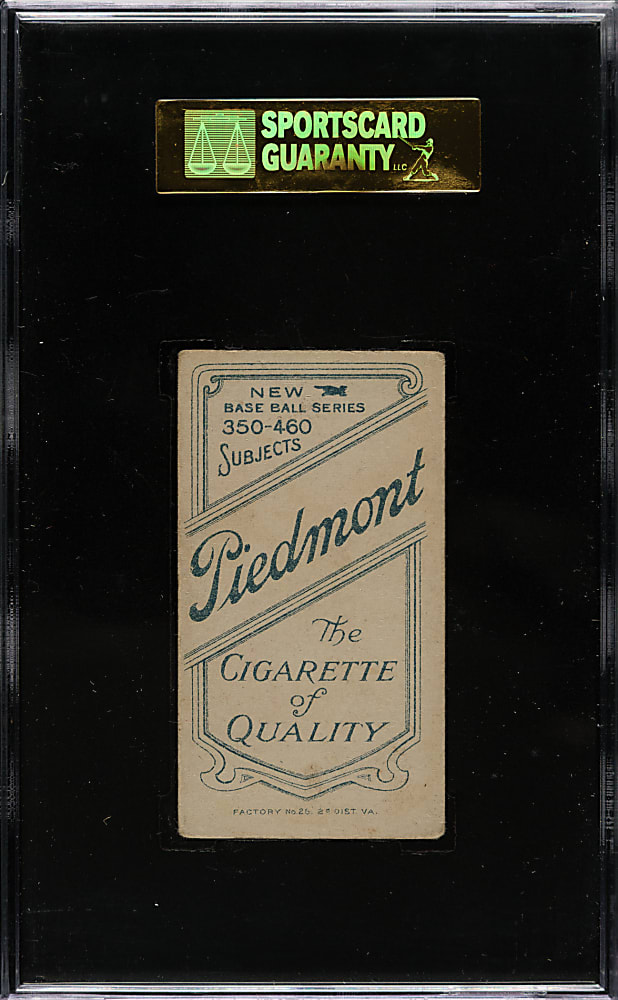 SPORTSCARD
GUARANTY LLC
NEW
BASE BALL SERIES
350-460
SUBJECTS
Piedmont
The
CIGARETTE
of
QUALITY
FACTORY No. 25, 2D DIST. VA.